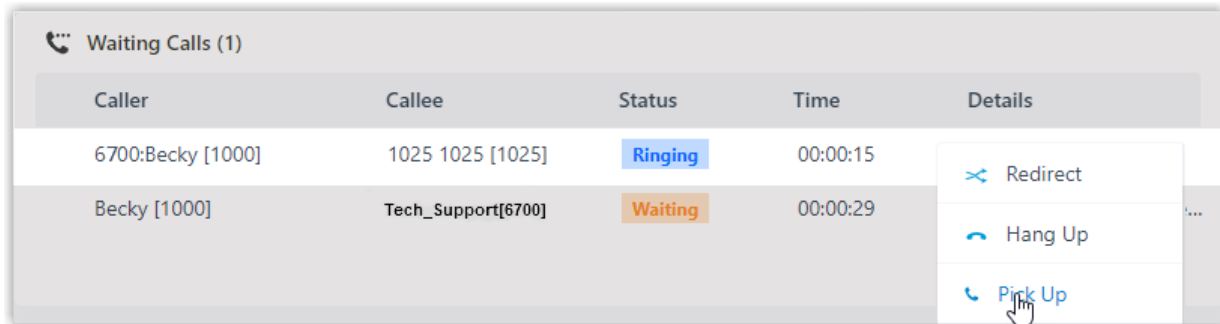 Waiting Calls (1)
Caller Callee Status Time Details
6700:Becky [1000] 1025 1025 [1025] Ringing 00:00:15
Redirect
Becky [1000] Tech_Support[6700] Waiting 00:00:29
Hang Up
Pick Up